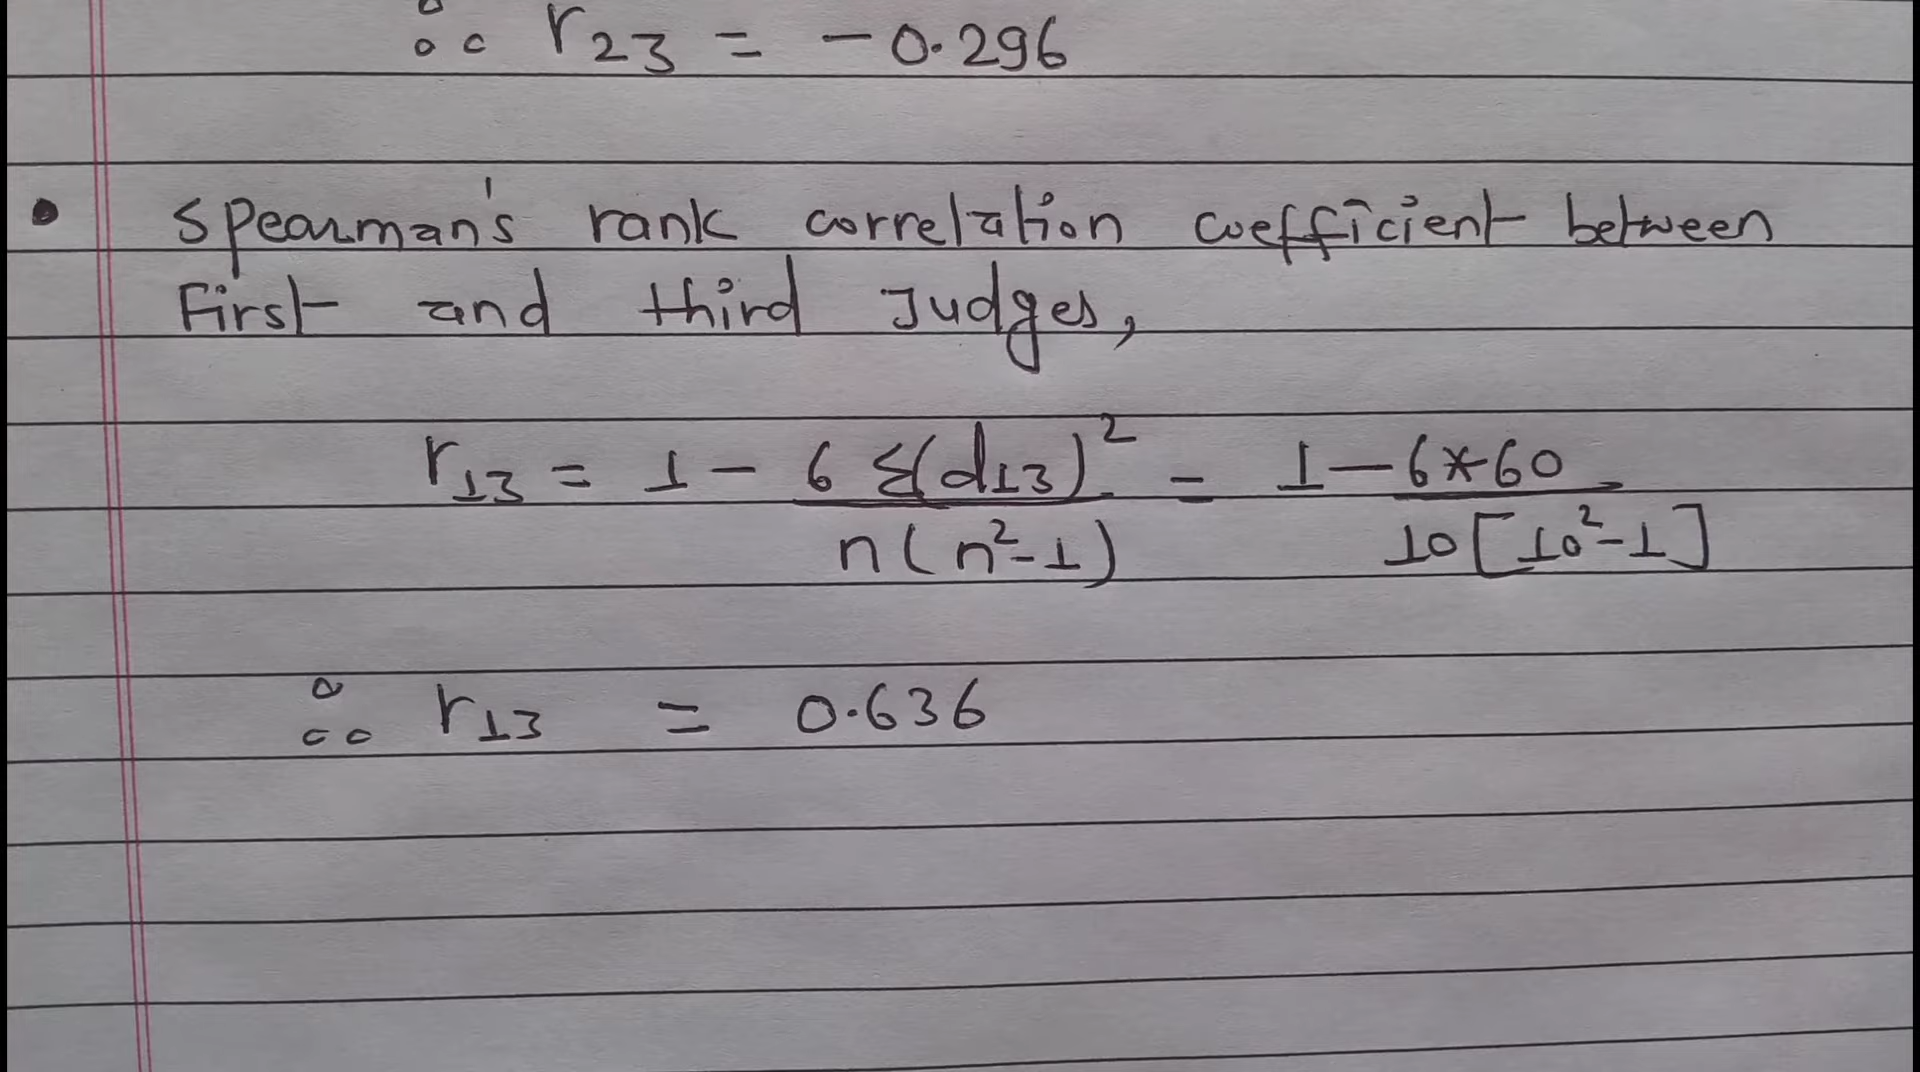 ∴ r23 = -0.296
• Spearman's rank correlation coefficient between
First and third Judges,
r13 = 1 - 6 Σ(d13)² / n(n²-1) = 1 - 6*60 / 10[10²-1]
∴ r13 = 0.636